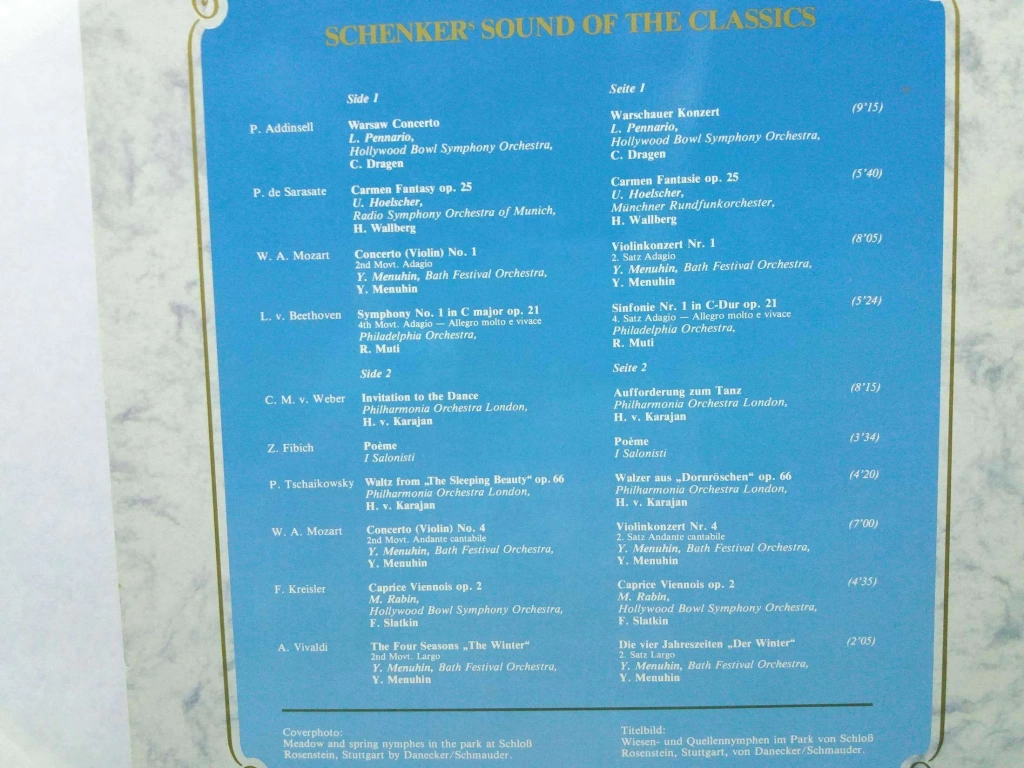 SCHENKERS SOUND OF THE CLASSICS
Side 1
Seite 1
P. Addinsell
Warsaw Concerto
L. Pennario,
Hollywood Bowl Symphony Orchestra,
C. Dragen
Warschauer Konzert
(9'15)
L. Pennario,
Hollywood Bowl Symphony Orchestra,
C. Dragen
P. de Sarasate
Carmen Fantasy op. 25
U. Hoelscher,
Radio Symphony Orchestra of Munich,
H. Wallberg
Carmen Fantasie op. 25
(5'40)
U. Hoelscher,
Münchner Rundfunkorchester,
H. Wallberg
W. A. Mozart
Concerto (Violin) No. 1
2nd Movt. Adagio
Y. Menuhin, Bath Festival Orchestra,
Y. Menuhin
Violinkonzert Nr. 1
(8'05)
2. Satz Adagio
Y. Menuhin, Bath Festival Orchestra,
Y. Menuhin
L. v. Beethoven
Symphony No. 1 in C major op. 21
4th Movt. Adagio — Allegro molto e vivace
Philadelphia Orchestra,
R. Muti
Sinfonie Nr. 1 in C-Dur op. 21
(5'24)
4. Satz Adagio — Allegro molto e vivace
Philadelphia Orchestra,
R. Muti
Side 2
Seite 2
C. M. v. Weber
Invitation to the Dance
Philharmonia Orchestra London,
H. v. Karajan
Aufforderung zum Tanz
(8'15)
Philharmonia Orchestra London,
H. v. Karajan
Z. Fibich
Poème
I Salonisti
Poème
(3'34)
I Salonisti
P. Tschaikowsky
Waltz from „The Sleeping Beauty“ op. 66
Philharmonia Orchestra London,
H. v. Karajan
Walzer aus „Dornröschen“ op. 66
(4'20)
Philharmonia Orchestra London,
H. v. Karajan
W. A. Mozart
Concerto (Violin) No. 4
2nd Movt. Andante cantabile
Y. Menuhin, Bath Festival Orchestra,
Y. Menuhin
Violinkonzert Nr. 4
(7'00)
2. Satz Andante cantabile
Y. Menuhin, Bath Festival Orchestra,
Y. Menuhin
F. Kreisler
Caprice Viennois op. 2
M. Rabin,
Hollywood Bowl Symphony Orchestra,
F. Slatkin
Caprice Viennois op. 2
(4'35)
M. Rabin,
Hollywood Bowl Symphony Orchestra,
F. Slatkin
A. Vivaldi
The Four Seasons „The Winter“
2nd Movt. Largo
Y. Menuhin, Bath Festival Orchestra,
Y. Menuhin
Die vier Jahreszeiten „Der Winter“
(2'05)
2. Satz Largo
Y. Menuhin, Bath Festival Orchestra,
Y. Menuhin
Coverphoto:
Meadow and spring nymphes in the park at Schloß
Rosenstein, Stuttgart by Danecker/Schmauder.
Titelbild:
Wiesen- und Quellennymphen im Park von Schloß
Rosenstein, Stuttgart, von Danecker/Schmauder.